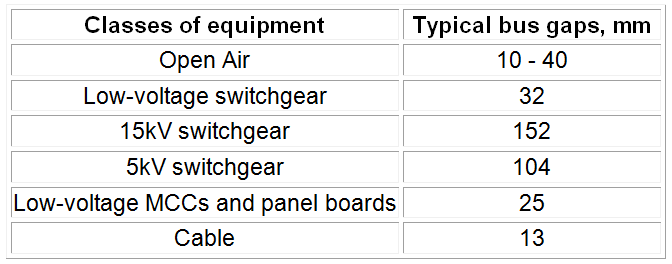 Classes of equipment Typical bus gaps, mm
Open Air 10 - 40
Low-voltage switchgear 32
15kV switchgear 152
5kV switchgear 104
Low-voltage MCCs and panel boards 25
Cable 13